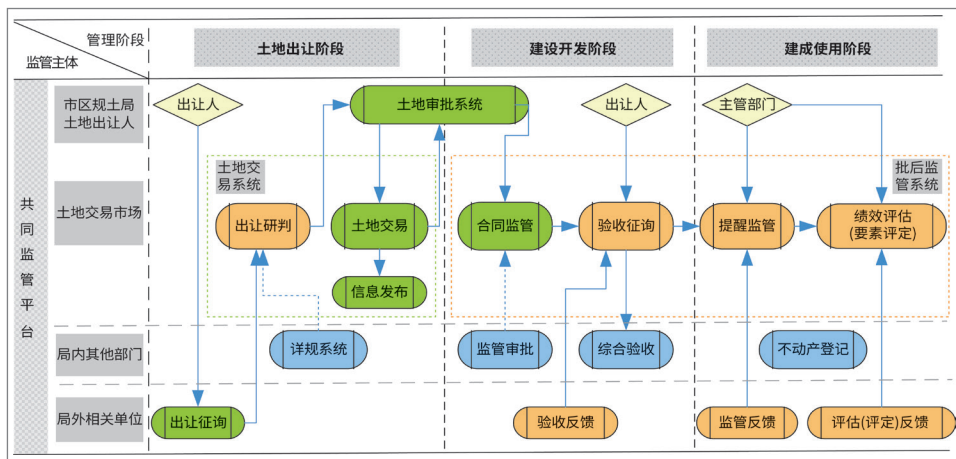 管理阶段
监管主体
土地出让阶段
建设开发阶段
建成使用阶段
共同监管平台
市区规土局
土地出让人
出让人
土地审批系统
出让人
主管部门
土地交易市场
土地交
易系统
批后监
管系统
出让研判
土地交易
合同监管
验收征询
提醒监管
绩效评估
(要素评定)
信息发布
局内其他部门
详规系统
监管审批
综合验收
不动产登记
局外相关单位
出让征询
验收反馈
监管反馈
评估(评定)反馈